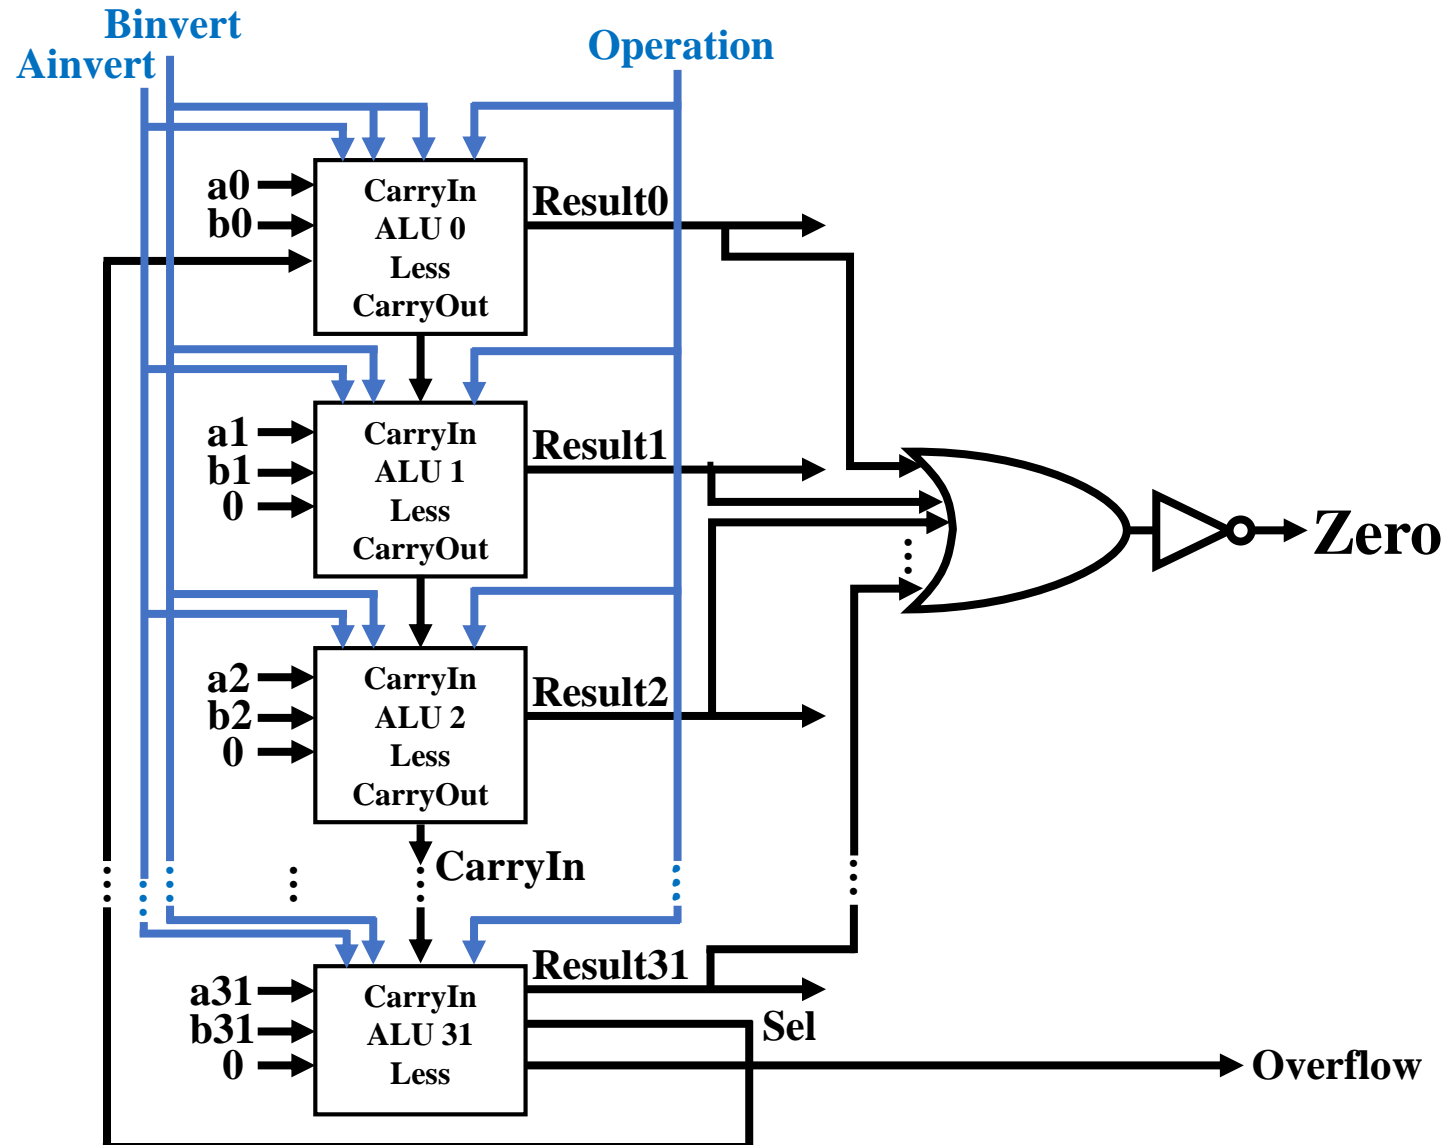 Binvert
Ainvert
Operation
a0
b0
CarryIn
ALU 0
Less
CarryOut
Result0
a1
b1
0
CarryIn
ALU 1
Less
CarryOut
Result1
Zero
a2
b2
0
CarryIn
ALU 2
Less
CarryOut
Result2
CarryIn
a31
b31
0
CarryIn
ALU 31
Less
Result31
Sel
Overflow